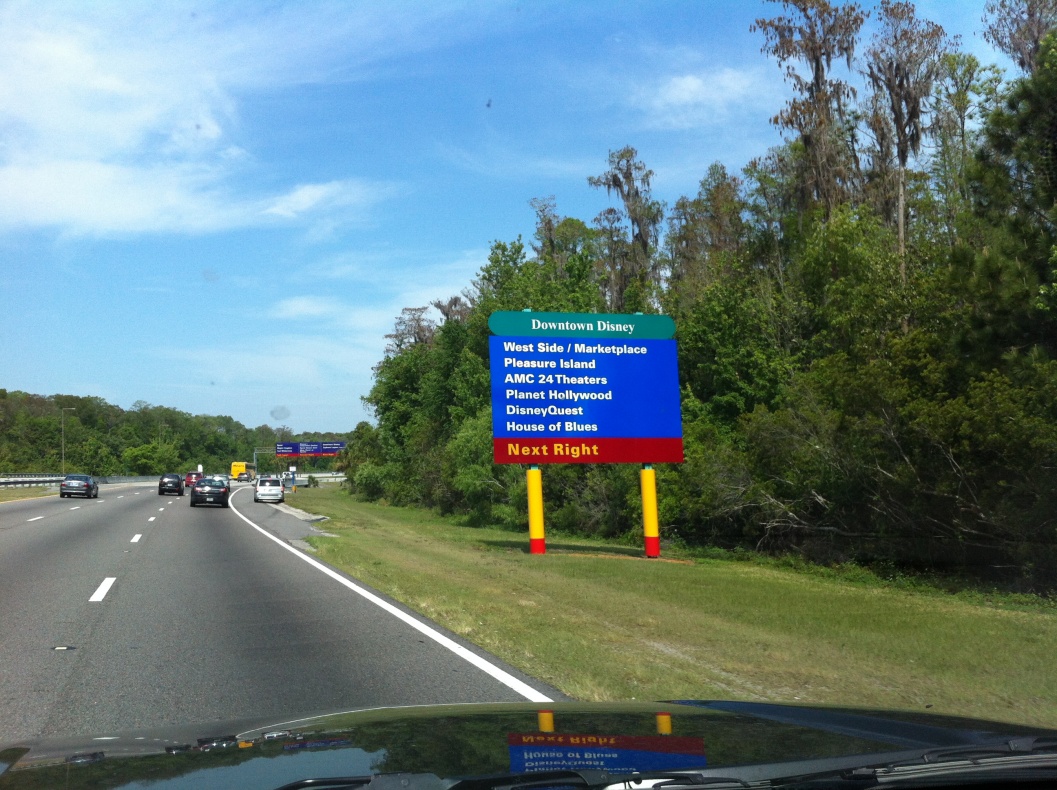 Downtown Disney
West Side / Marketplace
Pleasure Island
AMC 24 Theaters
Planet Hollywood
DisneyQuest
House of Blues
Next Right